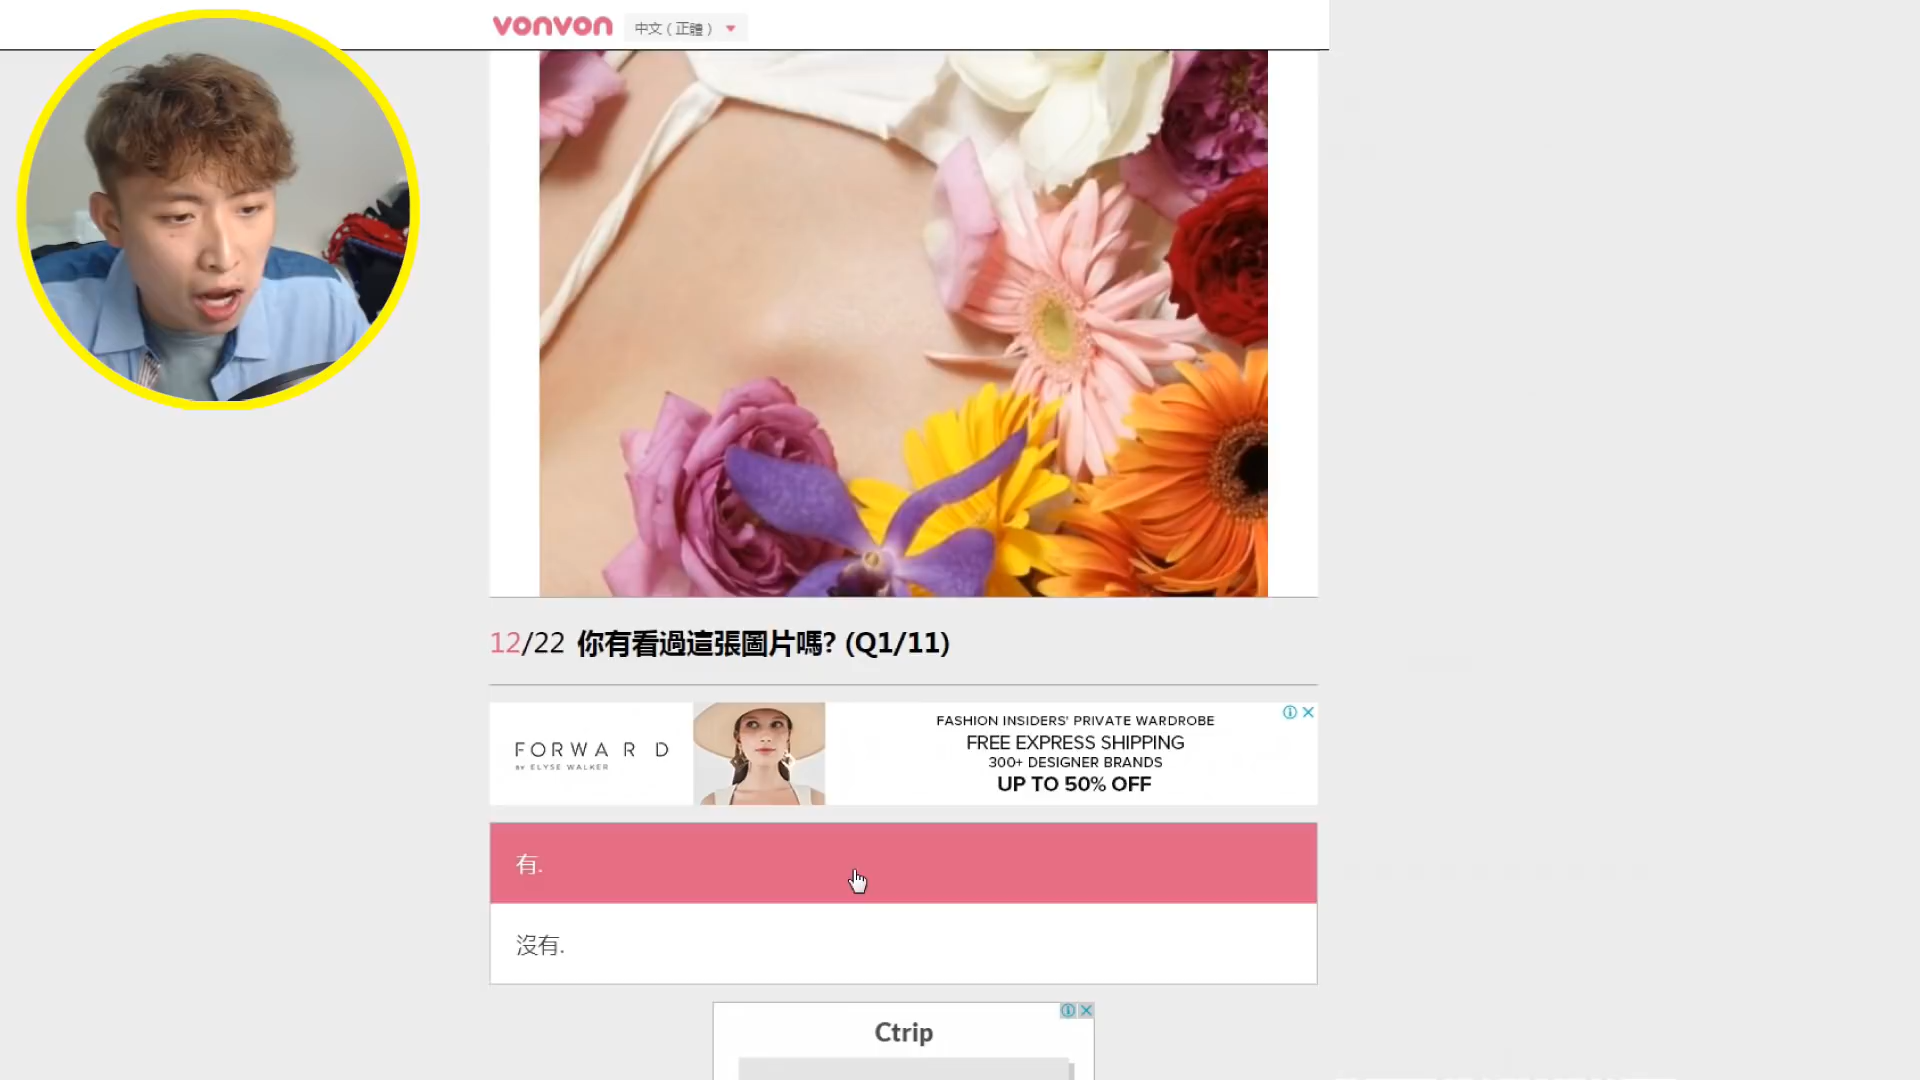 vonvon
中文 ( 正體 )
12/22 你有看過這張圖片嗎? (Q1/11)
FORWARD
BY ELYSE WALKER
FASHION INSIDERS' PRIVATE WARDROBE
FREE EXPRESS SHIPPING
300+ DESIGNER BRANDS
UP TO 50% OFF
有.
沒有.
Ctrip